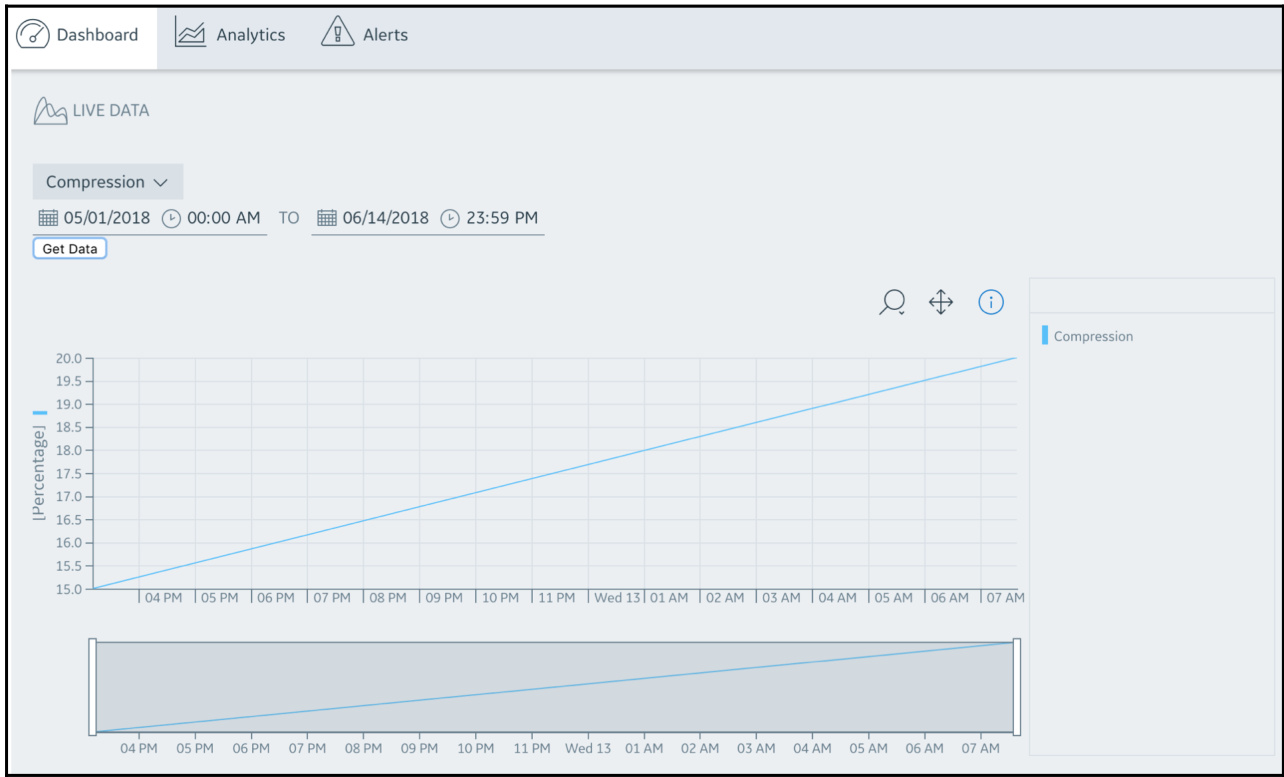 Dashboard Analytics Alerts
LIVE DATA
Compression
05/01/2018 00:00 AM TO 06/14/2018 23:59 PM
Get Data
Compression
[Percentage]
20.0
19.5
19.0
18.5
18.0
17.5
17.0
16.5
16.0
15.5
15.0
04 PM 05 PM 06 PM 07 PM 08 PM 09 PM 10 PM 11 PM Wed 13 01 AM 02 AM 03 AM 04 AM 05 AM 06 AM 07 AM
04 PM 05 PM 06 PM 07 PM 08 PM 09 PM 10 PM 11 PM Wed 13 01 AM 02 AM 03 AM 04 AM 05 AM 06 AM 07 AM